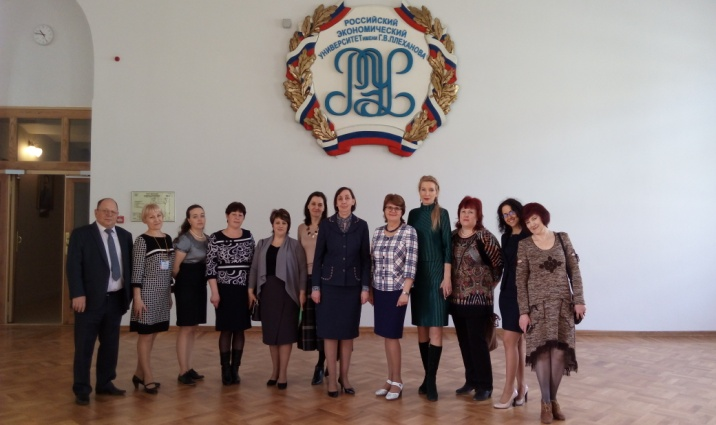 РОССИЙСКИЙ
ЭКОНОМИЧЕСКИЙ
УНИВЕРСИТЕТ ИМЕНИ Г.В. ПЛЕХАНОВА